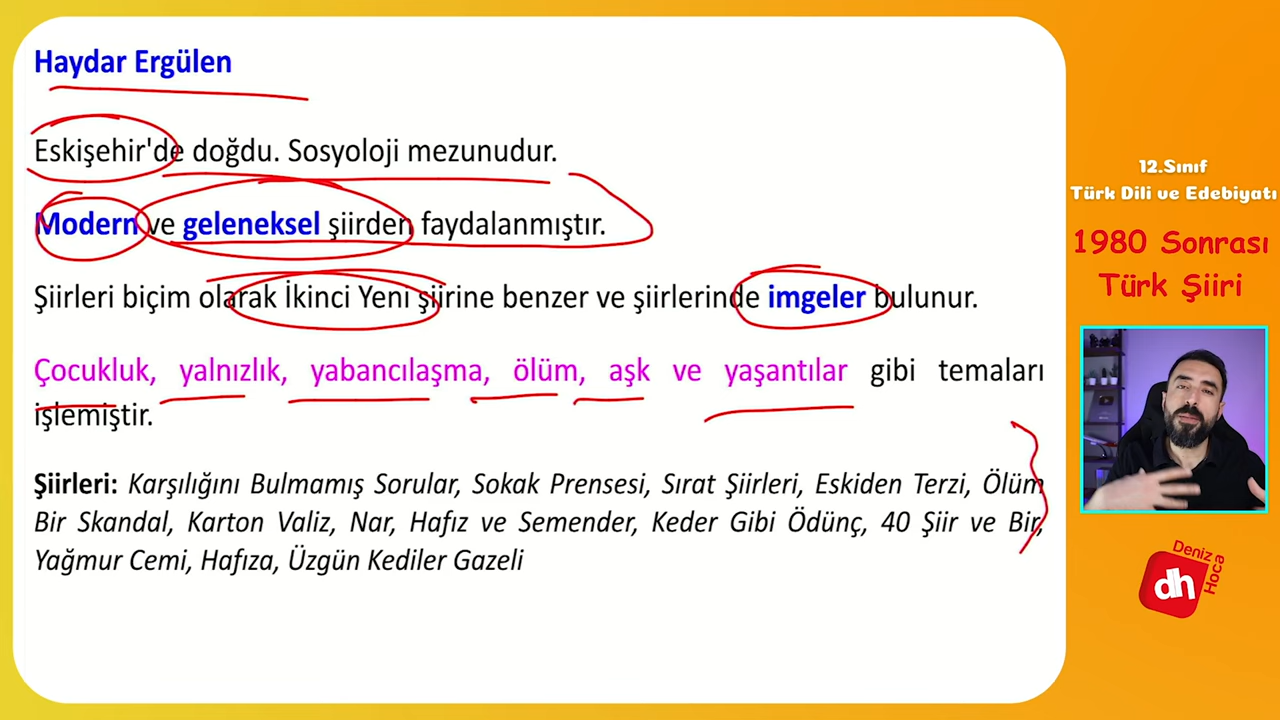 Haydar Ergülen
Eskişehir'de doğdu. Sosyoloji mezunudur.
Modern ve geleneksel şiirden faydalanmıştır.
Şiirleri biçim olarak İkinci Yeni şiirine benzer ve şiirlerinde imgeler bulunur.
Çocukluk, yalnızlık, yabancılaşma, ölüm, aşk ve yaşantılar gibi temaları
işlemiştir.
Şiirleri: Karşılığını Bulmamış Sorular, Sokak Prensesi, Sırat Şiirleri, Eskiden Terzi, Ölüm
Bir Skandal, Karton Valiz, Nar, Hafız ve Semender, Keder Gibi Ödünç, 40 Şiir ve Bir,
Yağmur Cemi, Hafıza, Üzgün Kediler Gazeli
12.Sınıf
Türk Dili ve Edebiyatı
1980 Sonrası
Türk Şiiri
Deniz
Hoca
dh